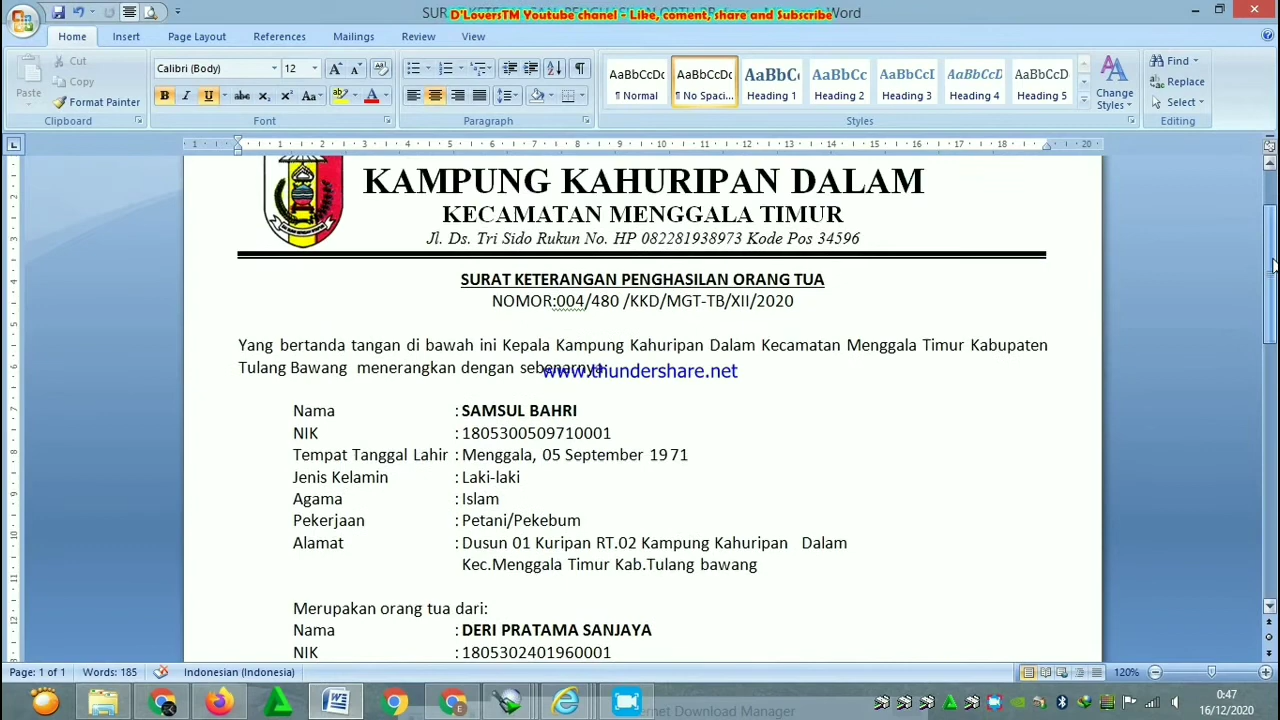 SUR
D'LoversTM Youtube chanel - Like, coment, share and Subscribe
Word
Home
Insert
Page Layout
References
Mailings
Review
View
Paste
Cut
Copy
Format Painter
Clipboard
Calibri (Body)
12
Font
Paragraph
AaBbCcDc
¶ Normal
AaBbCcDc
¶ No Spaci...
AaBbCc
Heading 1
AaBbCc
Heading 2
AaBbCcI
Heading 3
AaBbCcD
Heading 4
AaBbCcD
Heading 5
Styles
Change
Styles
Find
Replace
Select
Editing
KAMPUNG KAHURIPAN DALAM
KECAMATAN MENGGALA TIMUR
Jl. Ds. Tri Sido Rukun No. HP 082281938973 Kode Pos 34596
SURAT KETERANGAN PENGHASILAN ORANG TUA
NOMOR:004/480 /KKD/MGT-TB/XII/2020
Yang bertanda tangan di bawah ini Kepala Kampung Kahuripan Dalam Kecamatan Menggala Timur Kabupaten
Tulang Bawang menerangkan dengan sebenarnya
www.thundershare.net
Nama : SAMSUL BAHRI
NIK : 1805300509710001
Tempat Tanggal Lahir : Menggala, 05 September 1971
Jenis Kelamin : Laki-laki
Agama : Islam
Pekerjaan : Petani/Pekebum
Alamat : Dusun 01 Kuripan RT.02 Kampung Kahuripan Dalam
Kec.Menggala Timur Kab.Tulang bawang
Merupakan orang tua dari:
Nama : DERI PRATAMA SANJAYA
NIK : 1805302401960001
Page: 1 of 1
Words: 185
Indonesian (Indonesia)
120%
Internet Download Manager
0:47
16/12/2020